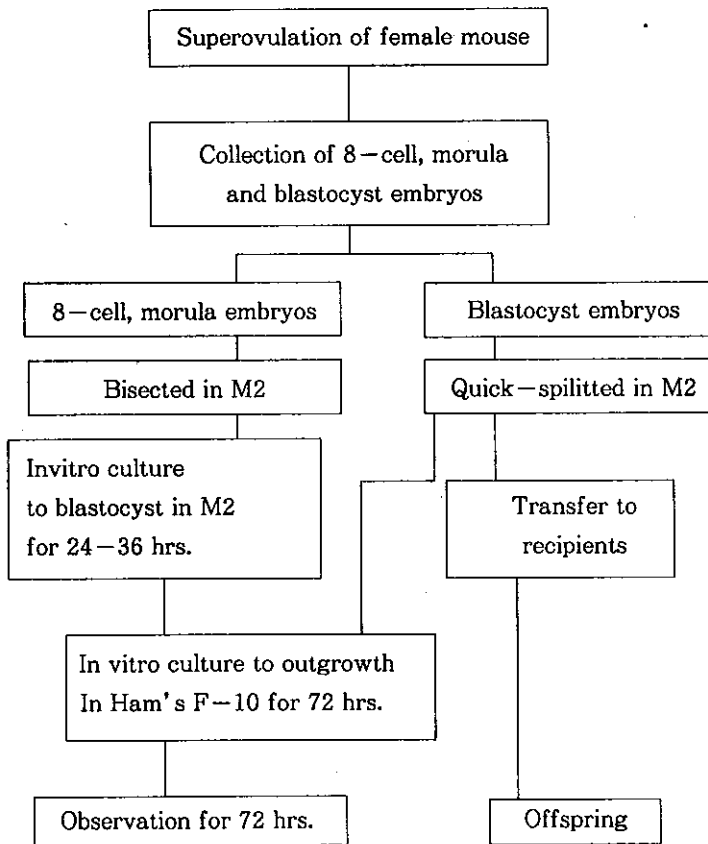 Superovulation of female mouse
Collection of 8-cell, morula
and blastocyst embryos
8-cell, morula embryos
Blastocyst embryos
Bisected in M2
Quick-spilitted in M2
Invitro culture
to blastocyst in M2
for 24-36 hrs.
Transfer to
recipients
In vitro culture to outgrowth
In Ham's F-10 for 72 hrs.
Observation for 72 hrs.
Offspring